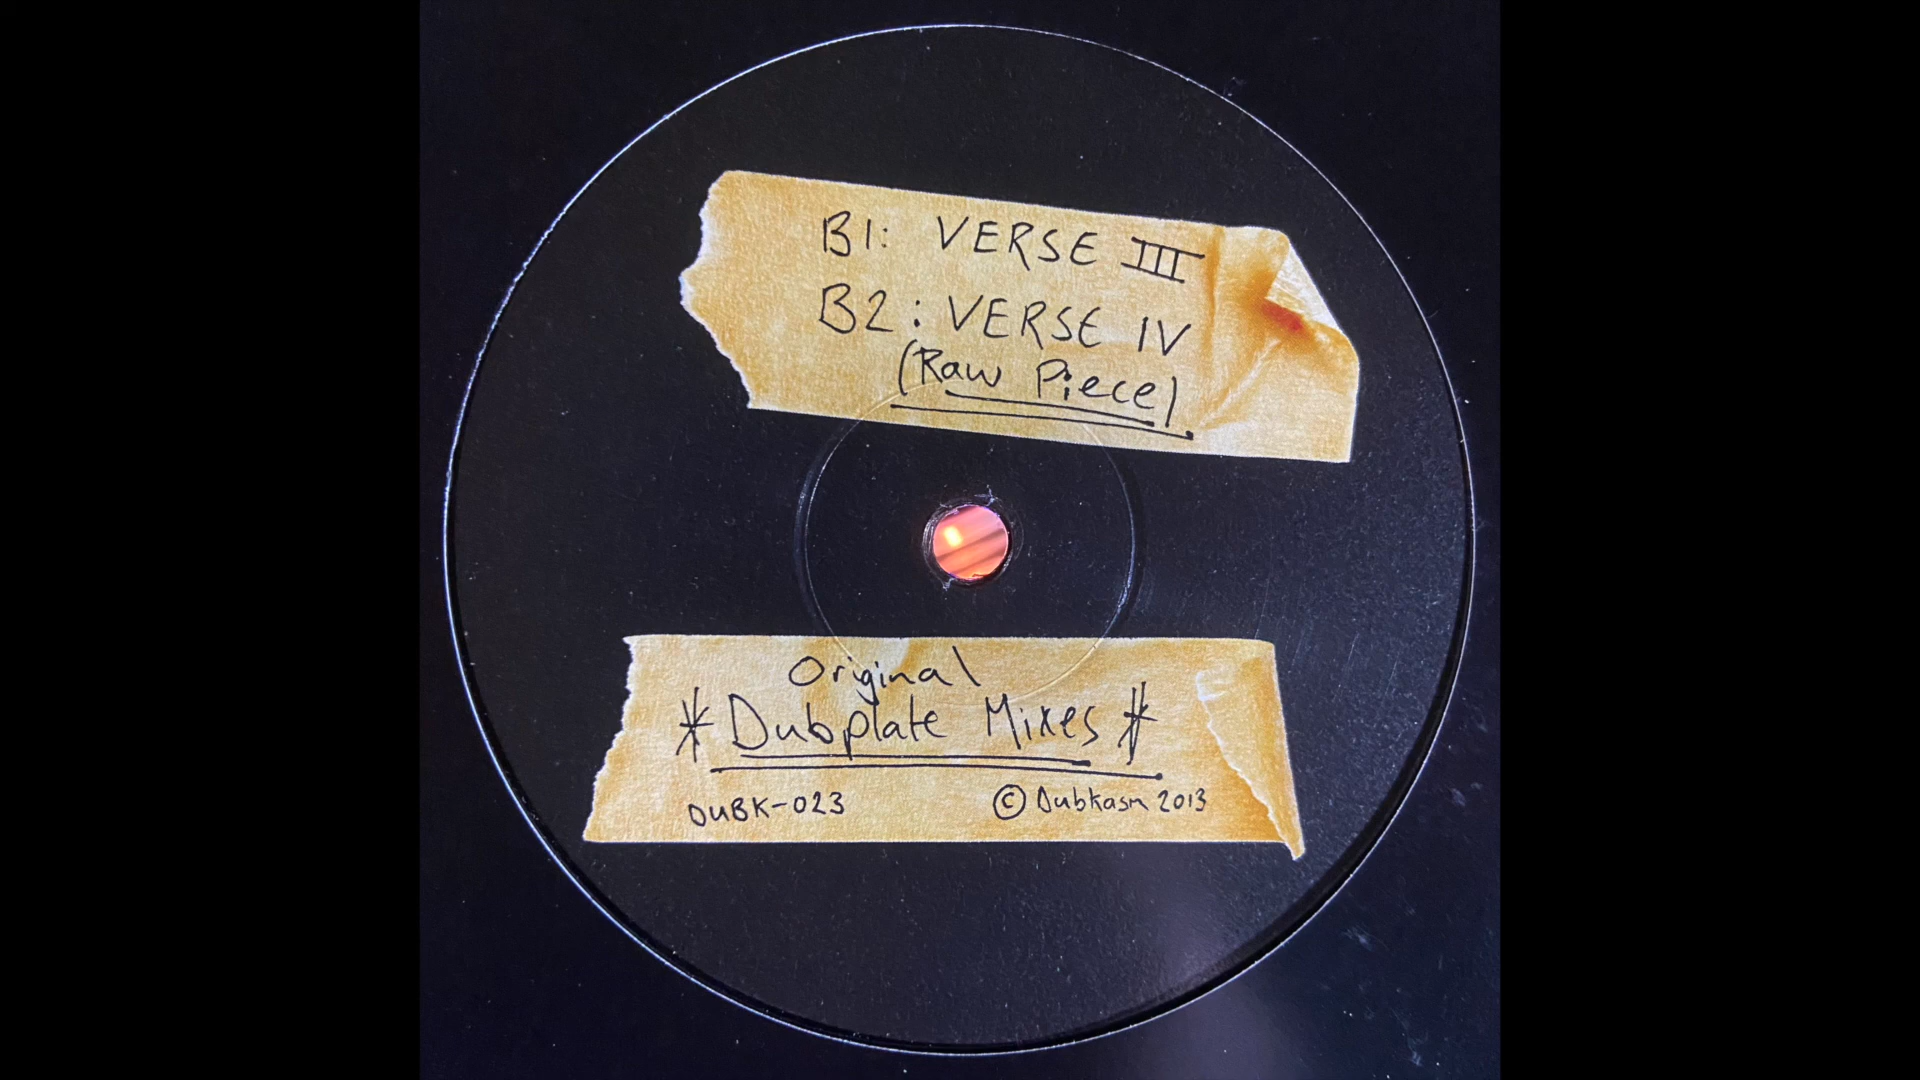 B1: VERSE III
B2: VERSE IV
(Raw Piece)
Original
* Dubplate Mixes *
DUBK-023
© Dubkasm 2013